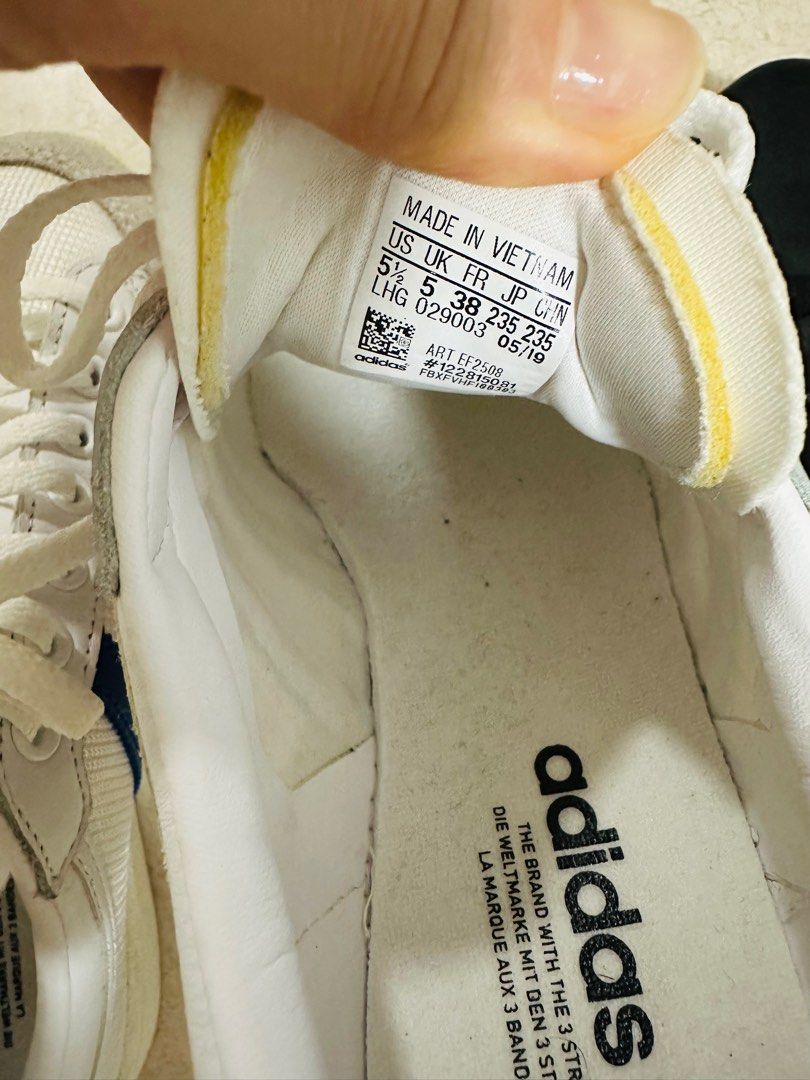 MADE IN VIETNAM
US UK FR JP CHN
5½ 5 38 235 235
LHG 029003 05/19
ART EF2508
#122815081
adidas
adidas
THE BRAND WITH THE 3 STR
DIE WELTMARKE MIT DEN 3 ST
LA MARQUE AUX 3 BAND